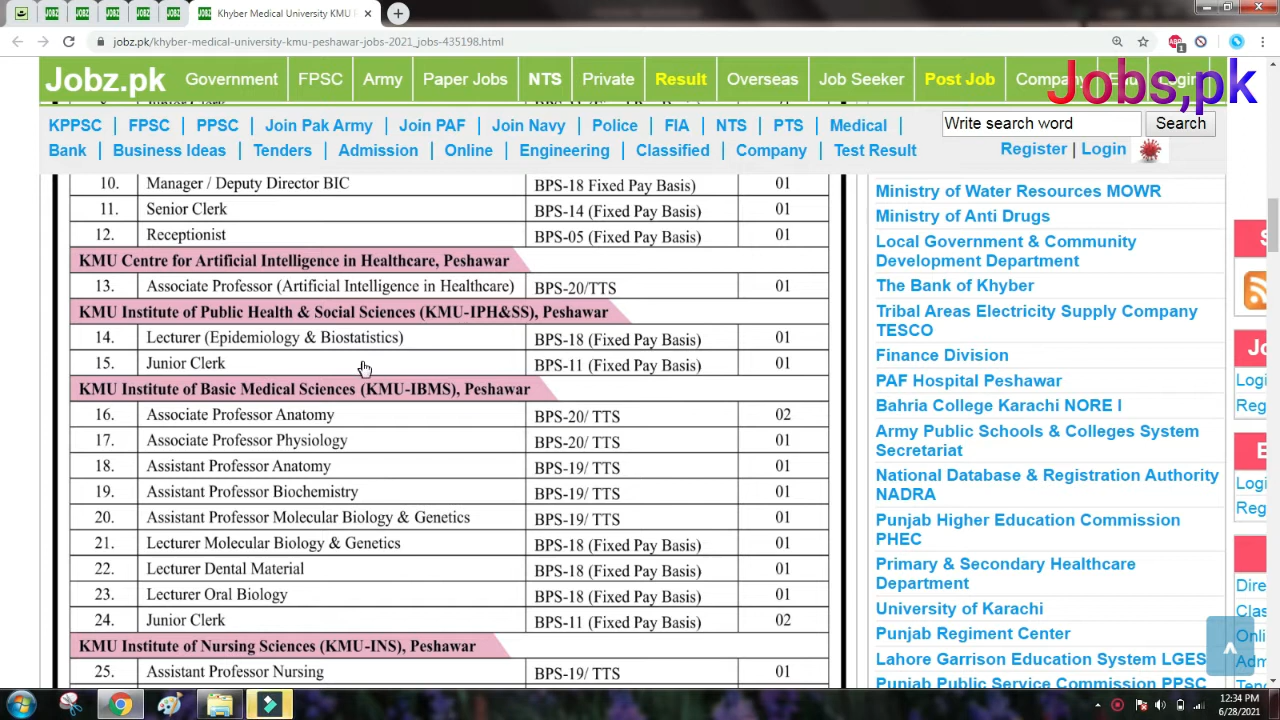 Khyber Medical University KMU P
jobz.pk/khyber-medical-university-kmu-peshawar-jobs-2021_jobs-435198.html
Jobz.pk
Government
FPSC
Army
Paper Jobs
NTS
Private
Result
Overseas
Job Seeker
Post Job
Company
Login
Jobs,pk
KPPSC | FPSC | PPSC | Join Pak Army | Join PAF | Join Navy | Police | FIA | NTS | PTS | Medical |
Bank | Business Ideas | Tenders | Admission | Online | Engineering | Classified | Company | Test Result
Write search word
Search
Register | Login
10. Manager / Deputy Director BIC BPS-18 Fixed Pay Basis) 01
11. Senior Clerk BPS-14 (Fixed Pay Basis) 01
12. Receptionist BPS-05 (Fixed Pay Basis) 01
KMU Centre for Artificial Intelligence in Healthcare, Peshawar
13. Associate Professor (Artificial Intelligence in Healthcare) BPS-20/TTS 01
KMU Institute of Public Health & Social Sciences (KMU-IPH&SS), Peshawar
14. Lecturer (Epidemiology & Biostatistics) BPS-18 (Fixed Pay Basis) 01
15. Junior Clerk BPS-11 (Fixed Pay Basis) 01
KMU Institute of Basic Medical Sciences (KMU-IBMS), Peshawar
16. Associate Professor Anatomy BPS-20/ TTS 02
17. Associate Professor Physiology BPS-20/ TTS 01
18. Assistant Professor Anatomy BPS-19/ TTS 01
19. Assistant Professor Biochemistry BPS-19/ TTS 01
20. Assistant Professor Molecular Biology & Genetics BPS-19/ TTS 01
21. Lecturer Molecular Biology & Genetics BPS-18 (Fixed Pay Basis) 01
22. Lecturer Dental Material BPS-18 (Fixed Pay Basis) 01
23. Lecturer Oral Biology BPS-18 (Fixed Pay Basis) 01
24. Junior Clerk BPS-11 (Fixed Pay Basis) 02
KMU Institute of Nursing Sciences (KMU-INS), Peshawar
25. Assistant Professor Nursing BPS-19/ TTS 01
Ministry of Water Resources MOWR
Ministry of Anti Drugs
Local Government & Community
Development Department
The Bank of Khyber
Tribal Areas Electricity Supply Company
TESCO
Finance Division
PAF Hospital Peshawar
Bahria College Karachi NORE I
Army Public Schools & Colleges System
Secretariat
National Database & Registration Authority
NADRA
Punjab Higher Education Commission
PHEC
Primary & Secondary Healthcare
Department
University of Karachi
Punjab Regiment Center
Lahore Garrison Education System LGES
Punjab Public Service Commission PPSC
12:34 PM
6/28/2021